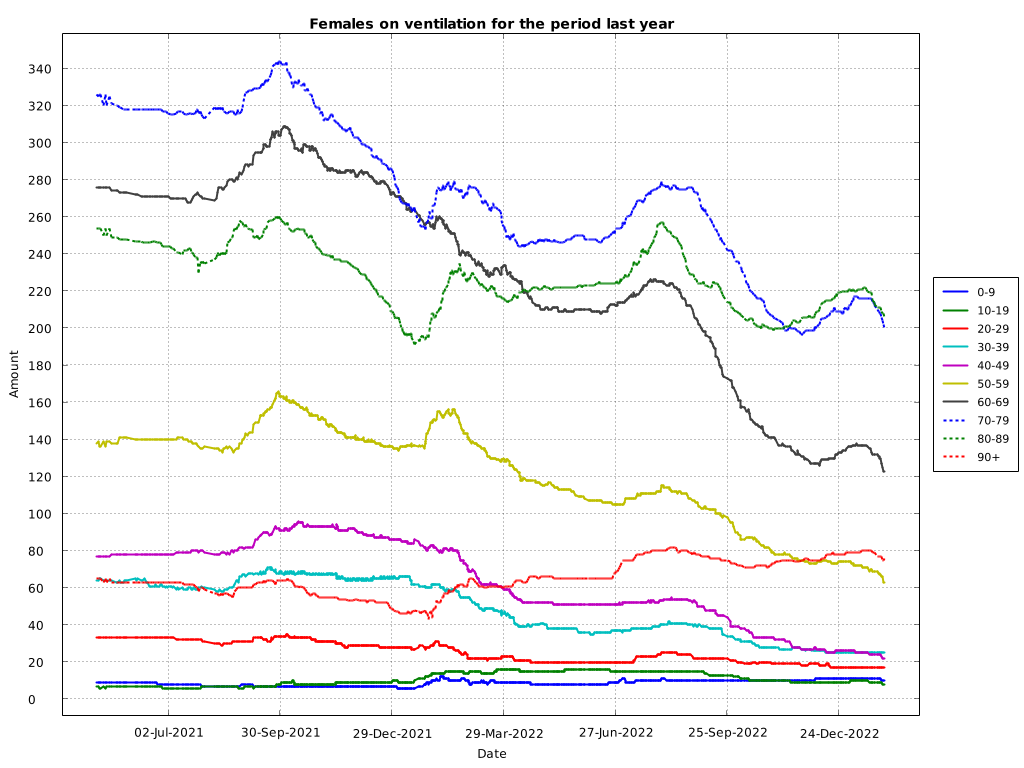 Females on ventilation for the period last year
Amount
340
320
300
280
260
240
220
200
180
160
140
120
100
80
60
40
20
0
02-Jul-2021
30-Sep-2021
29-Dec-2021
29-Mar-2022
27-Jun-2022
25-Sep-2022
24-Dec-2022
Date
0-9
10-19
20-29
30-39
40-49
50-59
60-69
70-79
80-89
90+